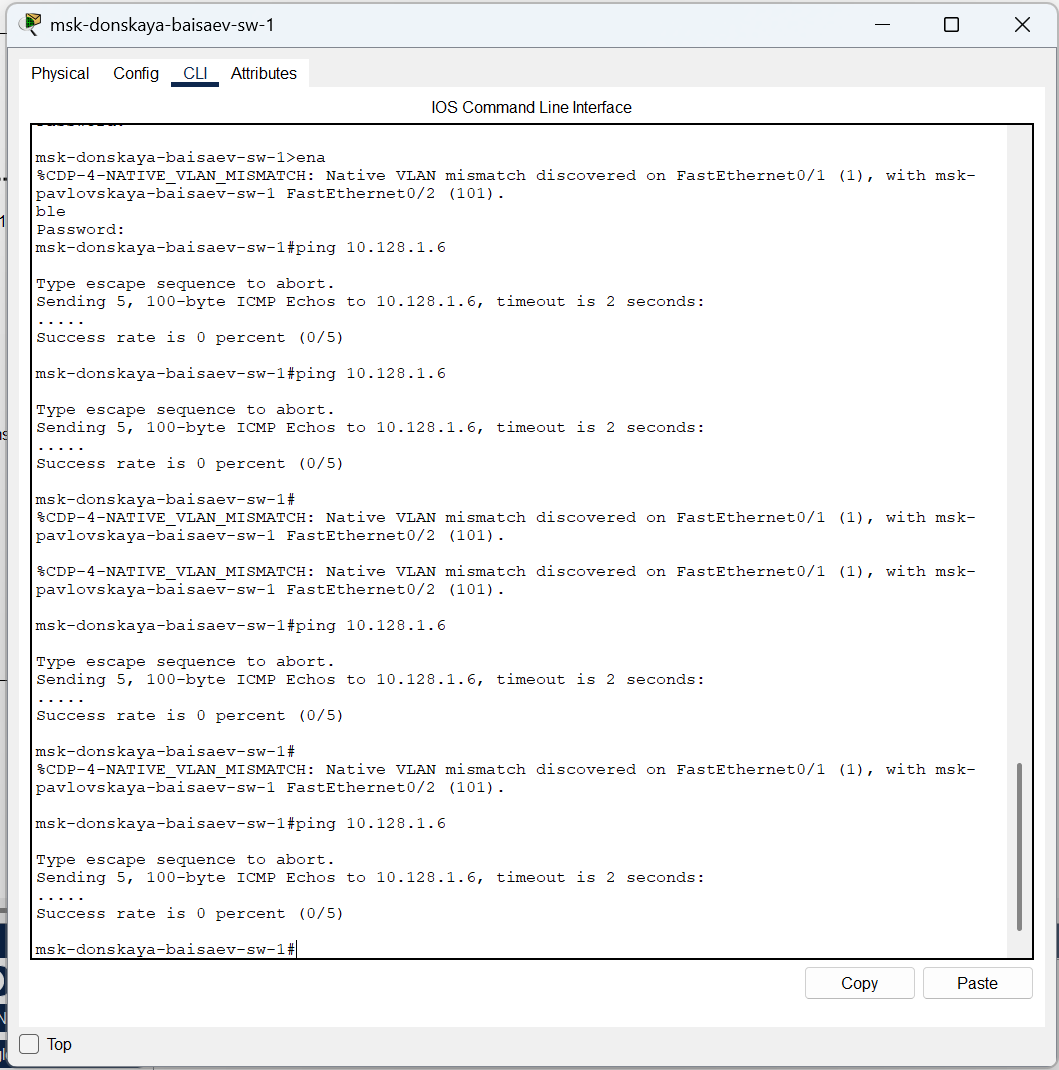 msk-donskaya-baisaev-sw-1
Physical Config CLI Attributes
IOS Command Line Interface
msk-donskaya-baisaev-sw-1>ena
%CDP-4-NATIVE_VLAN_MISMATCH: Native VLAN mismatch discovered on FastEthernet0/1 (1), with msk-
pavlovskaya-baisaev-sw-1 FastEthernet0/2 (101).
ble
Password:
msk-donskaya-baisaev-sw-1#ping 10.128.1.6
Type escape sequence to abort.
Sending 5, 100-byte ICMP Echos to 10.128.1.6, timeout is 2 seconds:
.....
Success rate is 0 percent (0/5)
msk-donskaya-baisaev-sw-1#ping 10.128.1.6
Type escape sequence to abort.
Sending 5, 100-byte ICMP Echos to 10.128.1.6, timeout is 2 seconds:
.....
Success rate is 0 percent (0/5)
msk-donskaya-baisaev-sw-1#
%CDP-4-NATIVE_VLAN_MISMATCH: Native VLAN mismatch discovered on FastEthernet0/1 (1), with msk-
pavlovskaya-baisaev-sw-1 FastEthernet0/2 (101).
%CDP-4-NATIVE_VLAN_MISMATCH: Native VLAN mismatch discovered on FastEthernet0/1 (1), with msk-
pavlovskaya-baisaev-sw-1 FastEthernet0/2 (101).
msk-donskaya-baisaev-sw-1#ping 10.128.1.6
Type escape sequence to abort.
Sending 5, 100-byte ICMP Echos to 10.128.1.6, timeout is 2 seconds:
.....
Success rate is 0 percent (0/5)
msk-donskaya-baisaev-sw-1#
%CDP-4-NATIVE_VLAN_MISMATCH: Native VLAN mismatch discovered on FastEthernet0/1 (1), with msk-
pavlovskaya-baisaev-sw-1 FastEthernet0/2 (101).
msk-donskaya-baisaev-sw-1#ping 10.128.1.6
Type escape sequence to abort.
Sending 5, 100-byte ICMP Echos to 10.128.1.6, timeout is 2 seconds:
.....
Success rate is 0 percent (0/5)
msk-donskaya-baisaev-sw-1#
Copy Paste
Top